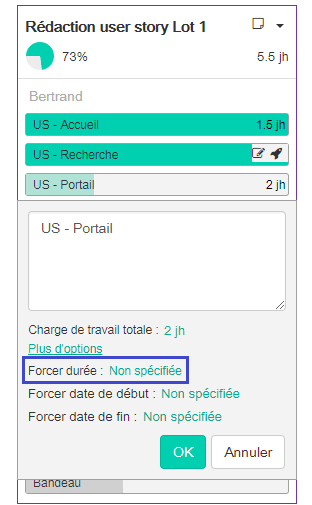 Rédaction user story Lot 1
73% 5.5 jh
Bertrand
US - Accueil 1.5 jh
US - Recherche
US - Portail 2 jh
US - Portail
Charge de travail totale : 2 jh
Plus d'options
Forcer durée : Non spécifiée
Forcer date de début : Non spécifiée
Forcer date de fin : Non spécifiée
OK Annuler
Bandeau